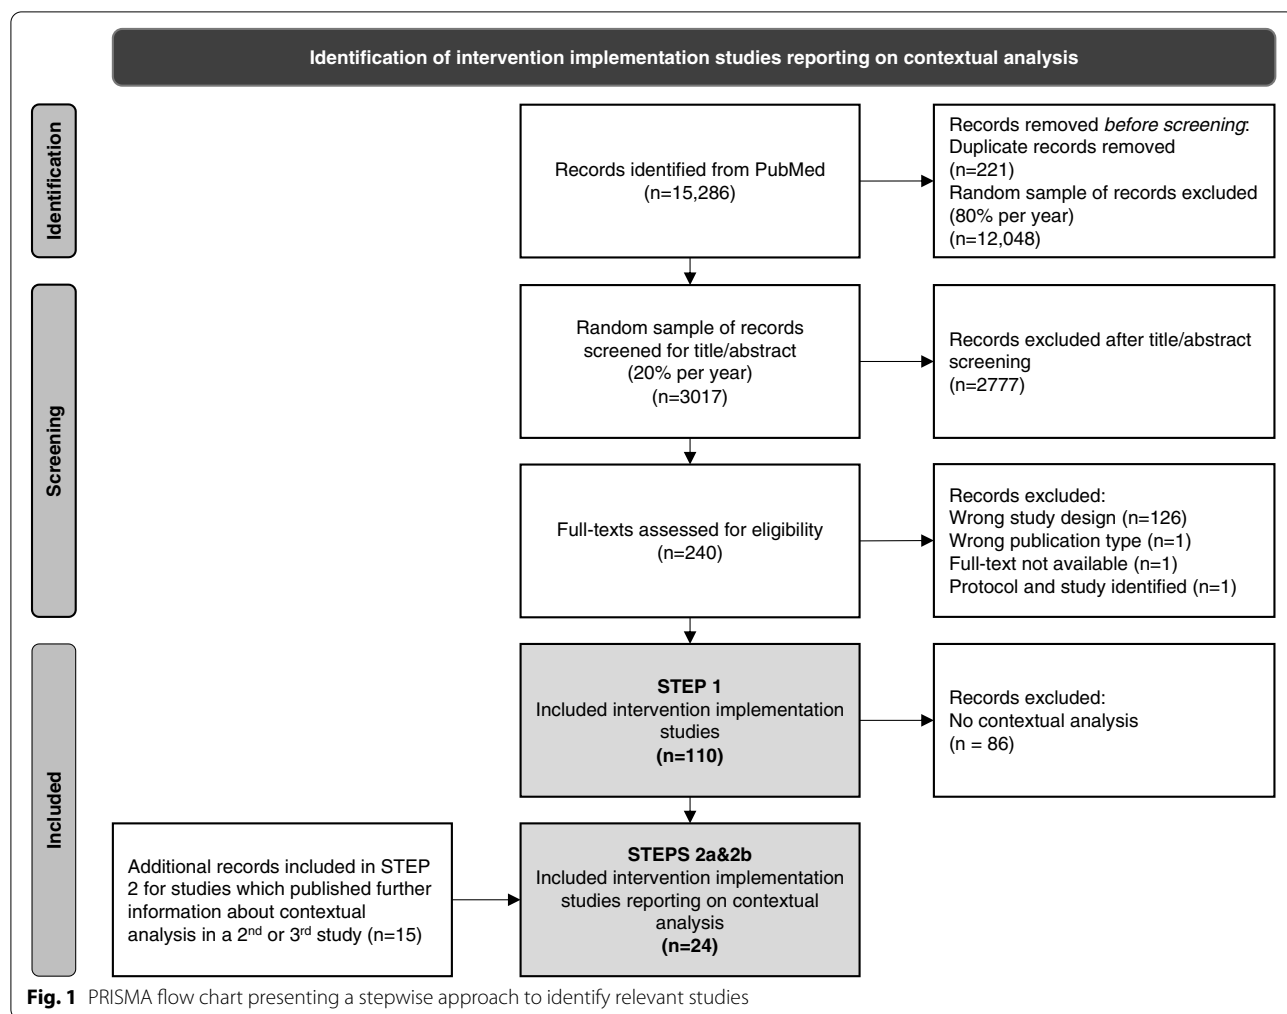 Identification of intervention implementation studies reporting on contextual analysis
Identification
Records identified from PubMed
(n=15,286)
Records removed before screening:
Duplicate records removed
(n=221)
Random sample of records excluded
(80% per year)
(n=12,048)
Screening
Random sample of records
screened for title/abstract
(20% per year)
(n=3017)
Records excluded after title/abstract
screening
(n=2777)
Full-texts assessed for eligibility
(n=240)
Records excluded:
Wrong study design (n=126)
Wrong publication type (n=1)
Full-text not available (n=1)
Protocol and study identified (n=1)
Included
STEP 1
Included intervention implementation
studies
(n=110)
Records excluded:
No contextual analysis
(n = 86)
Additional records included in STEP
2 for studies which published further
information about contextual
analysis in a 2nd or 3rd study (n=15)
STEPS 2a&2b
Included intervention implementation
studies reporting on contextual
analysis
(n=24)
Fig. 1 PRISMA flow chart presenting a stepwise approach to identify relevant studies